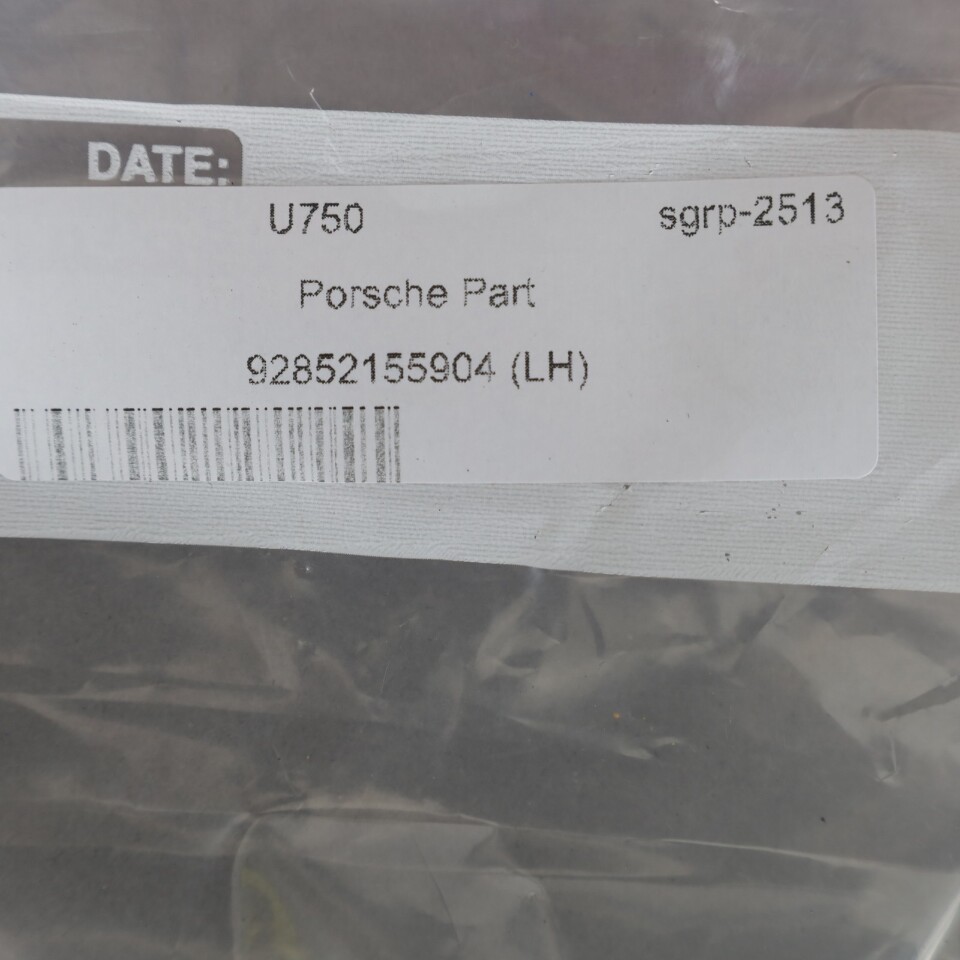 DATE:
U750 sgrp-2513
Porsche Part
92852155904 (LH)